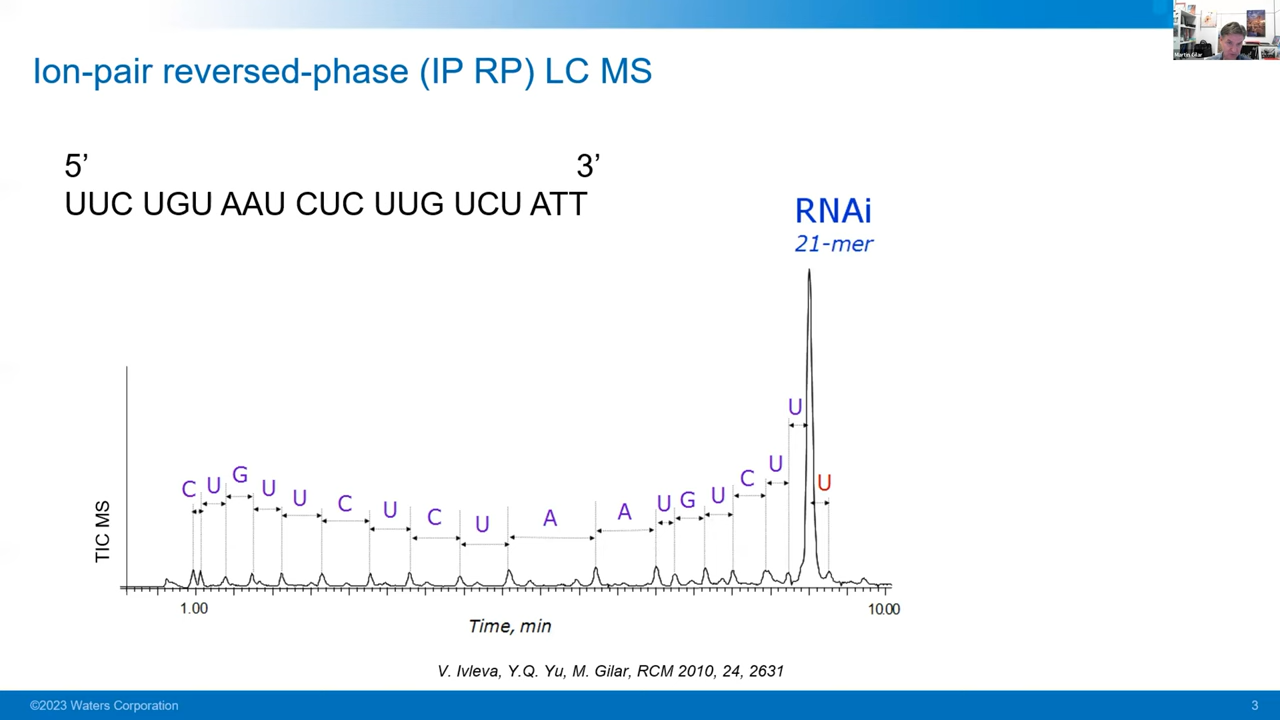 Martin Gilar
Ion-pair reversed-phase (IP RP) LC MS
5’ 3’
UUC UGU AAU CUC UUG UCU ATT
RNAi
21-mer
C U G U U C U C U A A U G U C U U U
TIC MS
1.00 10.00
Time, min
V. Ivleva, Y.Q. Yu, M. Gilar, RCM 2010, 24, 2631
©2023 Waters Corporation 3